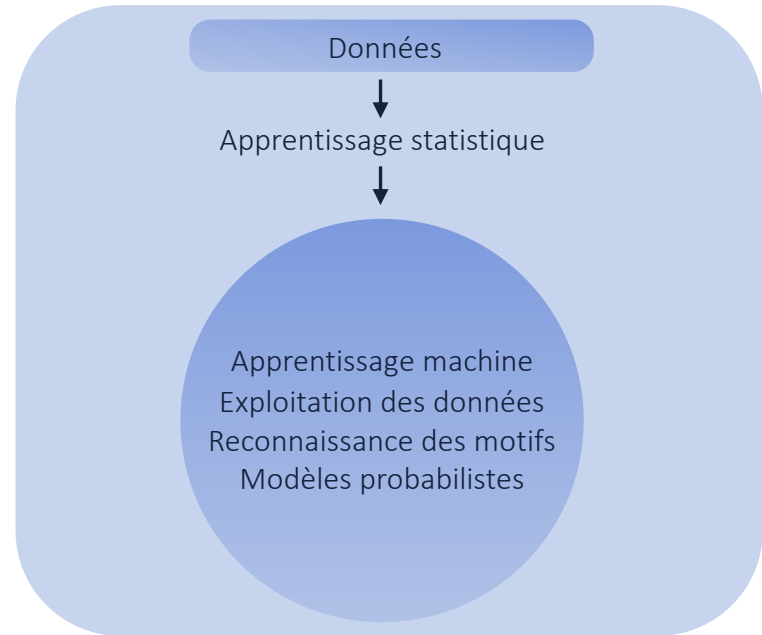 Données
Apprentissage statistique
Apprentissage machine
Exploitation des données
Reconnaissance des motifs
Modèles probabilistes